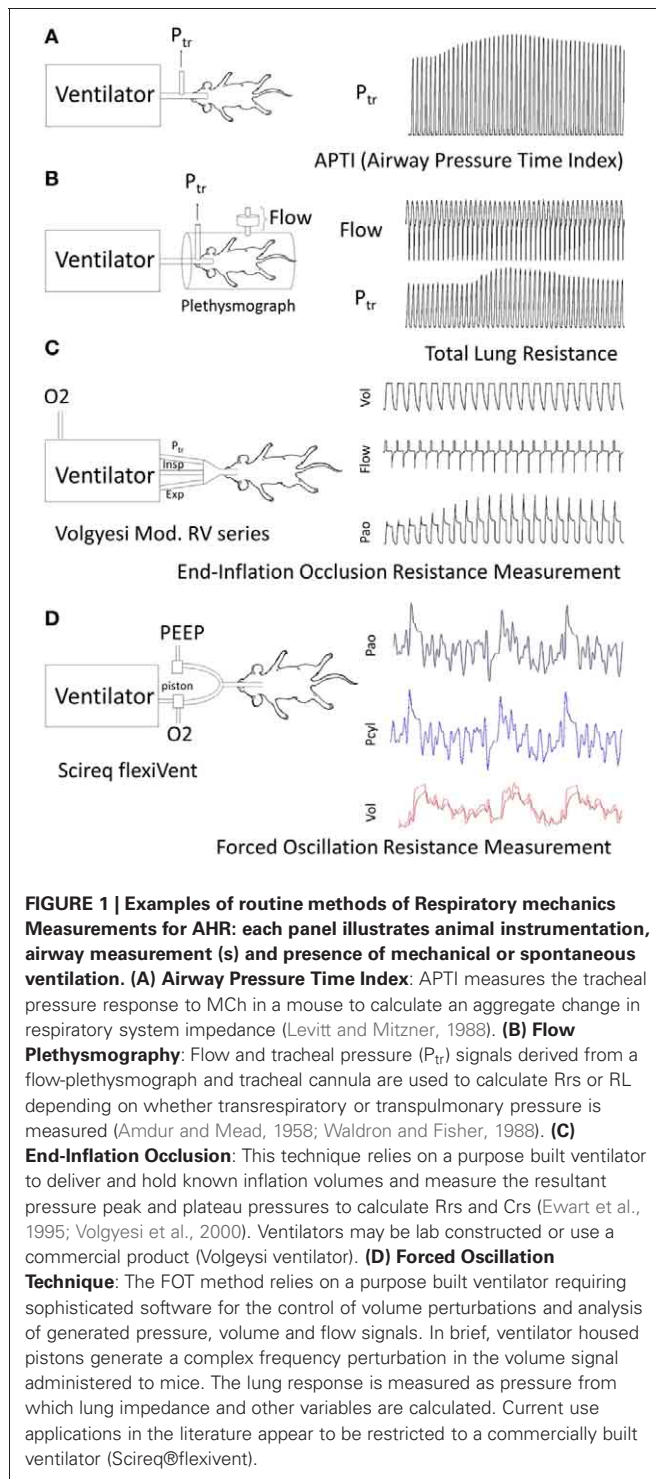 A
P_tr
Ventilator
P_tr
APTI (Airway Pressure Time Index)
B
P_tr
Flow
Ventilator
Plethysmograph
Flow
P_tr
Total Lung Resistance
C
O2
P_tr
Insp
Exp
Ventilator
Volgyesi Mod. RV series
Vol
Flow
Pao
End-Inflation Occlusion Resistance Measurement
D
PEEP
Ventilator
piston
O2
Scireq flexiVent
Pao
Pcyl
Vol
Forced Oscillation Resistance Measurement
FIGURE 1 | Examples of routine methods of Respiratory mechanics
Measurements for AHR: each panel illustrates animal instrumentation,
airway measurement (s) and presence of mechanical or spontaneous
ventilation. (A) Airway Pressure Time Index: APTI measures the tracheal
pressure response to MCh in a mouse to calculate an aggregate change in
respiratory system impedance (Levitt and Mitzner, 1988). (B) Flow
Plethysmography: Flow and tracheal pressure (P_tr) signals derived from a
flow-plethysmograph and tracheal cannula are used to calculate Rrs or RL
depending on whether transrespiratory or transpulmonary pressure is
measured (Amdur and Mead, 1958; Waldron and Fisher, 1988). (C)
End-Inflation Occlusion: This technique relies on a purpose built ventilator
to deliver and hold known inflation volumes and measure the resultant
pressure peak and plateau pressures to calculate Rrs and Crs (Ewart et al.,
1995; Volgyesi et al., 2000). Ventilators may be lab constructed or use a
commercial product (Volgeysi ventilator). (D) Forced Oscillation
Technique: The FOT method relies on a purpose built ventilator requiring
sophisticated software for the control of volume perturbations and analysis
of generated pressure, volume and flow signals. In brief, ventilator housed
pistons generate a complex frequency perturbation in the volume signal
administered to mice. The lung response is measured as pressure from
which lung impedance and other variables are calculated. Current use
applications in the literature appear to be restricted to a commercially built
ventilator (Scireq®flexivent).